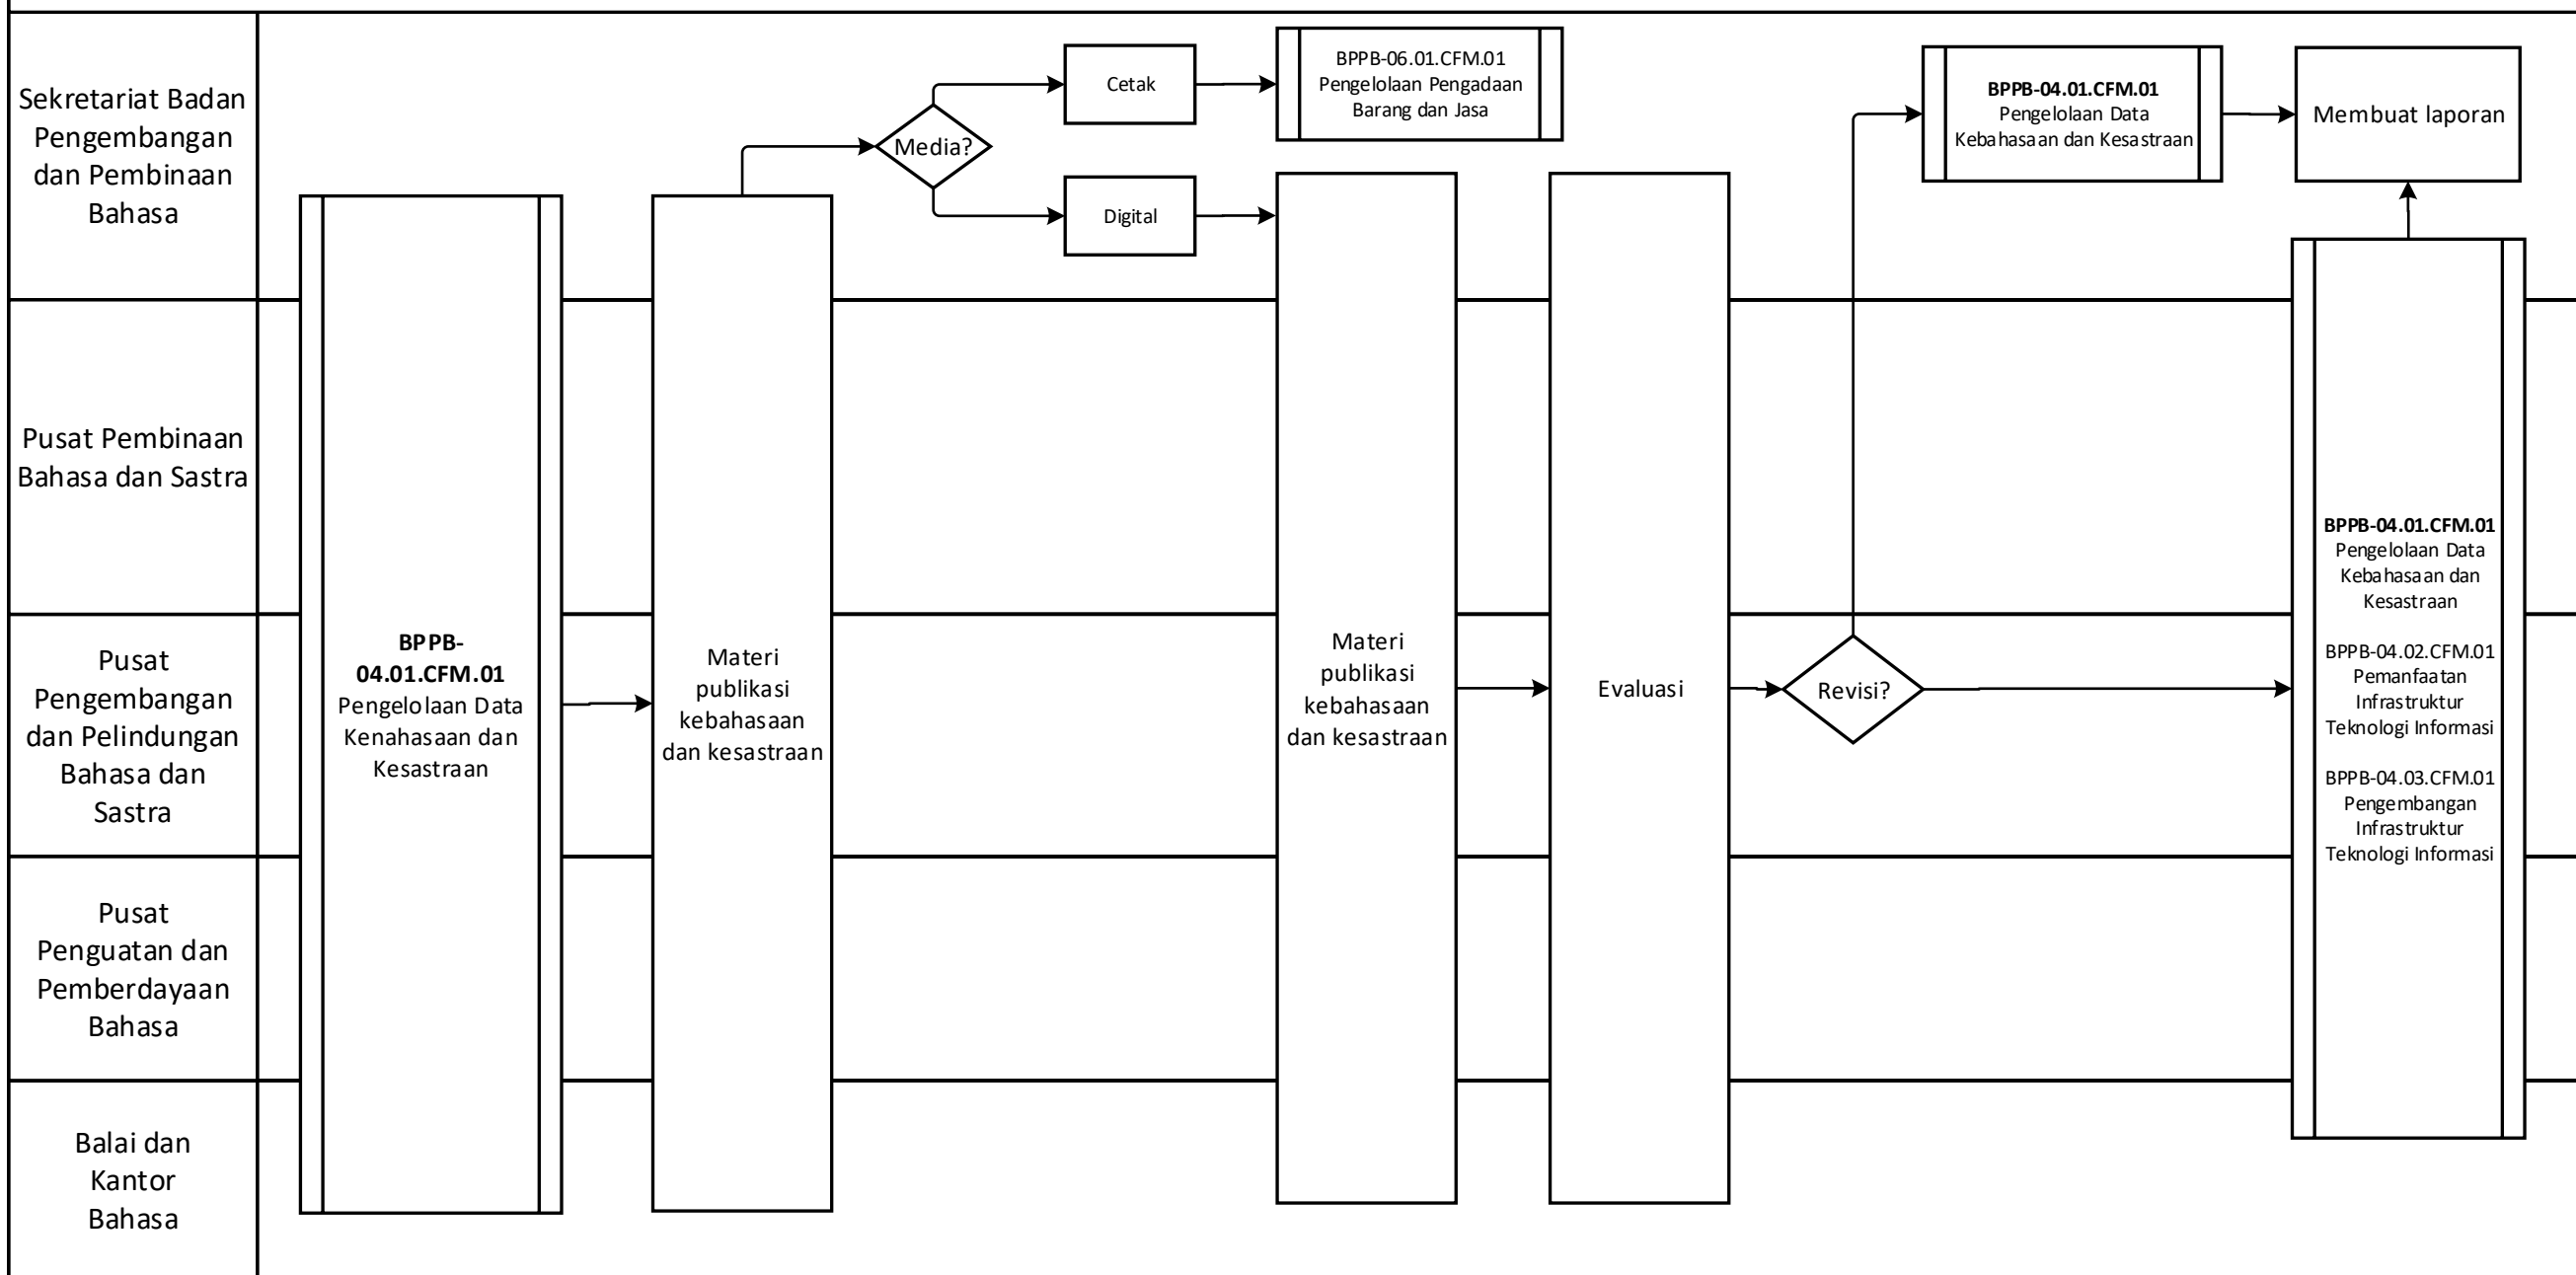 Sekretariat Badan
Pengembangan
dan Pembinaan
Bahasa
Pusat Pembinaan
Bahasa dan Sastra
Pusat
Pengembangan
dan Pelindungan
Bahasa dan
Sastra
Pusat
Penguatan dan
Pemberdayaan
Bahasa
Balai dan
Kantor
Bahasa
BPPB-
04.01.CFM.01
Pengelolaan Data
Kenahasaan dan
Kesastraan
Materi
publikasi
kebahasaan
dan kesastraan
Media?
Cetak
Digital
BPPB-06.01.CFM.01
Pengelolaan Pengadaan
Barang dan Jasa
Materi
publikasi
kebahasaan
dan kesastraan
Evaluasi
Revisi?
BPPB-04.01.CFM.01
Pengelolaan Data
Kebahasaan dan Kesastraan
Membuat laporan
BPPB-04.01.CFM.01
Pengelolaan Data
Kebahasaan dan
Kesastraan
BPPB-04.02.CFM.01
Pemanfaatan
Infrastruktur
Teknologi Informasi
BPPB-04.03.CFM.01
Pengembangan
Infrastruktur
Teknologi Informasi